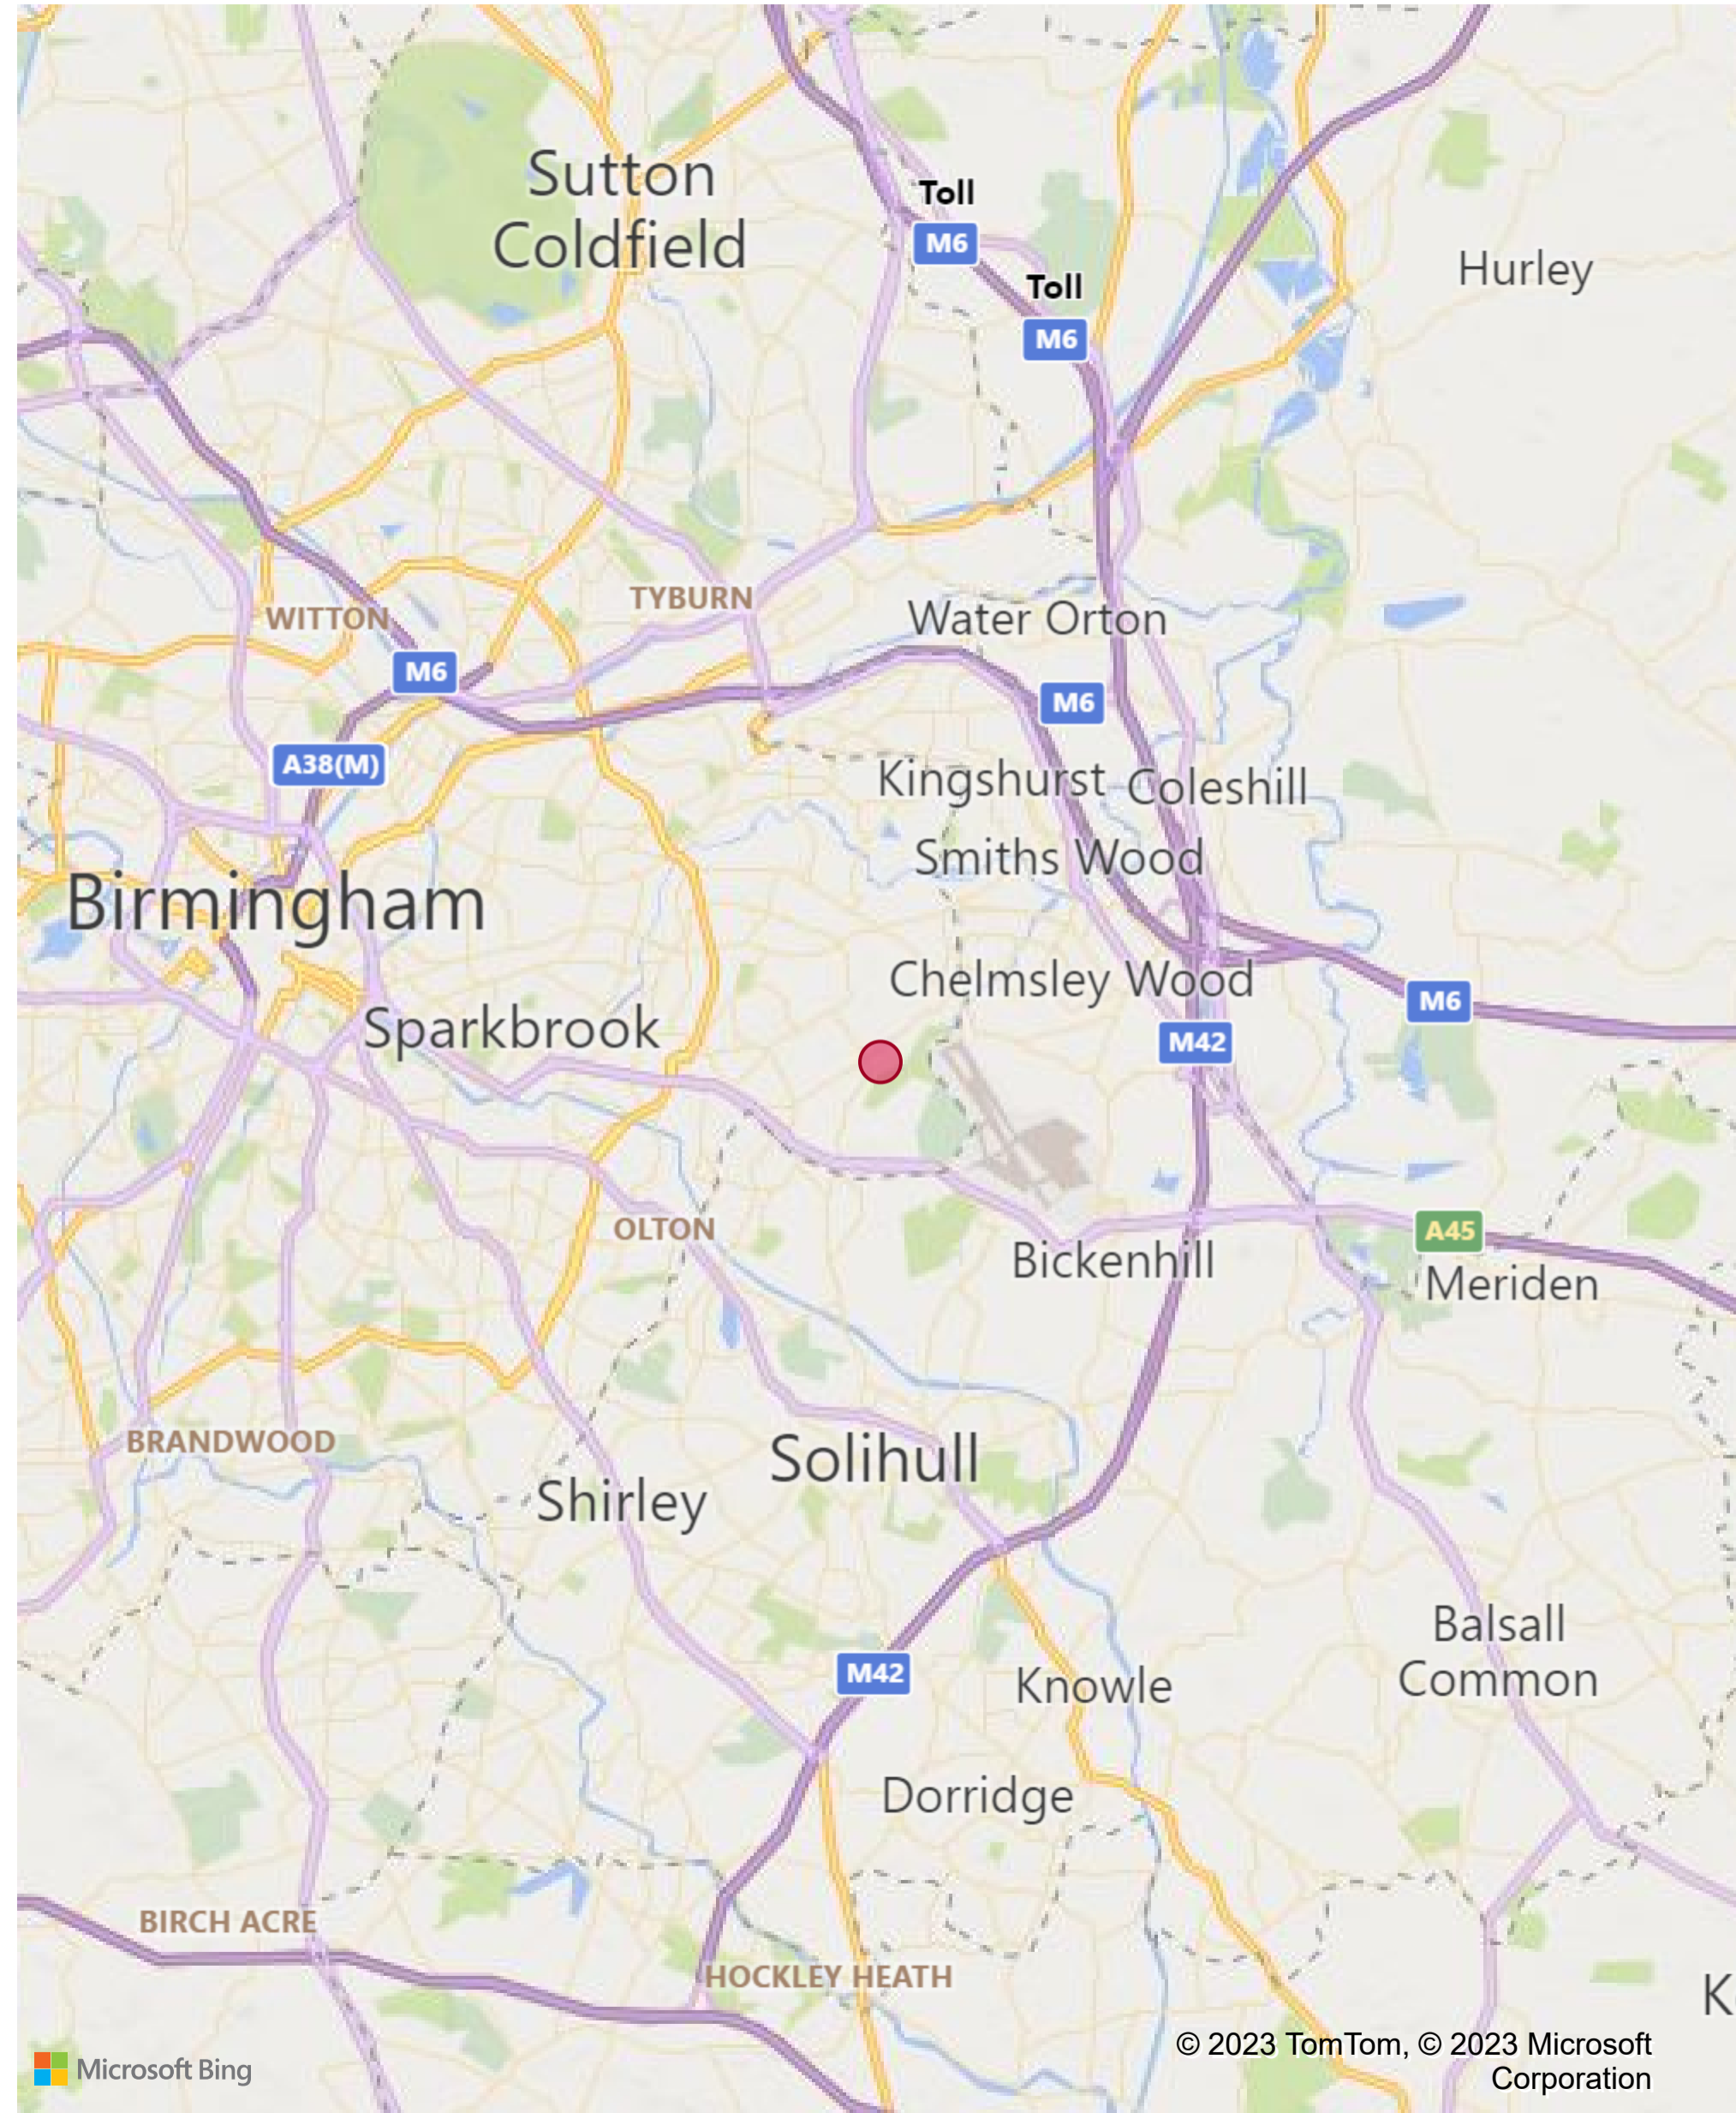 Sutton
Coldfield
Toll
M6
Toll
M6
Hurley
TYBURN
WITTON
Water Orton
M6
M6
A38(M)
Kingshurst
Coleshill
Smiths Wood
Birmingham
Chelmsley Wood
M6
Sparkbrook
M42
OLTON
A45
Bickenhill
Meriden
BRANDWOOD
Solihull
Shirley
Balsall
Common
M42
Knowle
Dorridge
BIRCH ACRE
HOCKLEY HEATH
K
© 2023 TomTom, © 2023 Microsoft
Corporation
Microsoft Bing